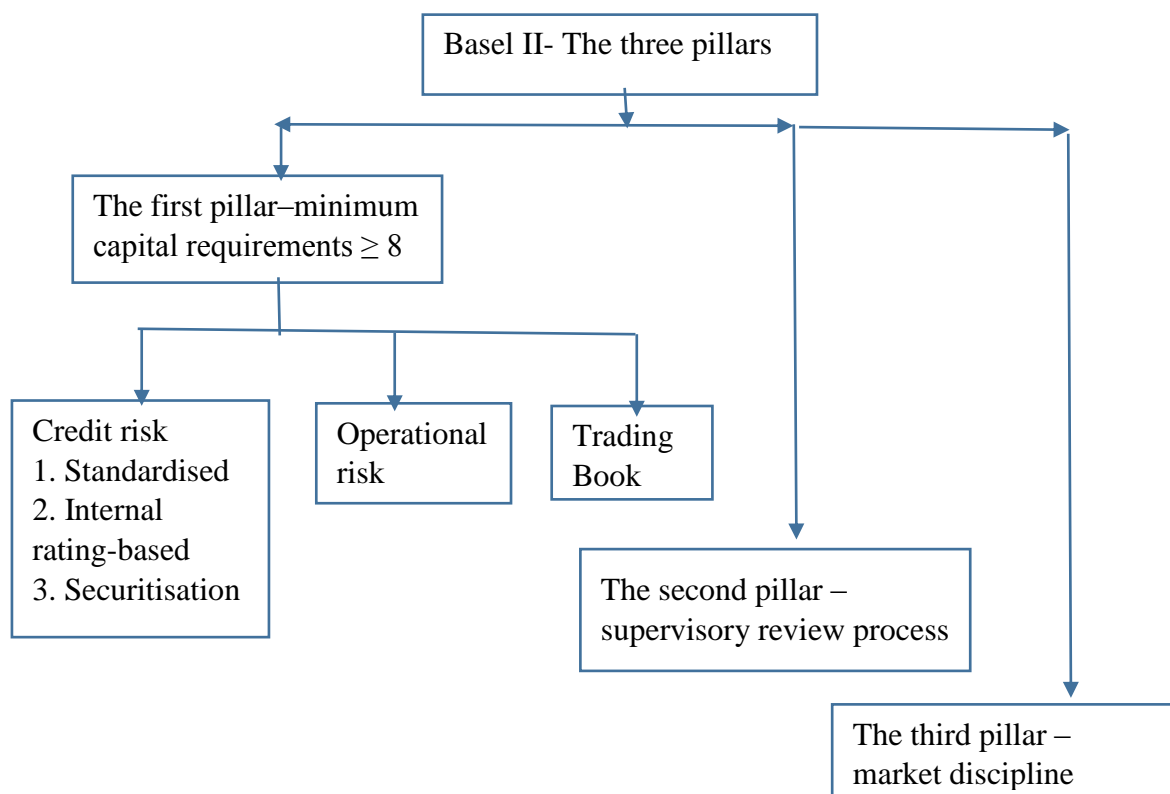 Basel II- The three pillars
The first pillar–minimum
capital requirements ≥ 8
Credit risk
1. Standardised
2. Internal
rating-based
3. Securitisation
Operational
risk
Trading
Book
The second pillar –
supervisory review process
The third pillar –
market discipline